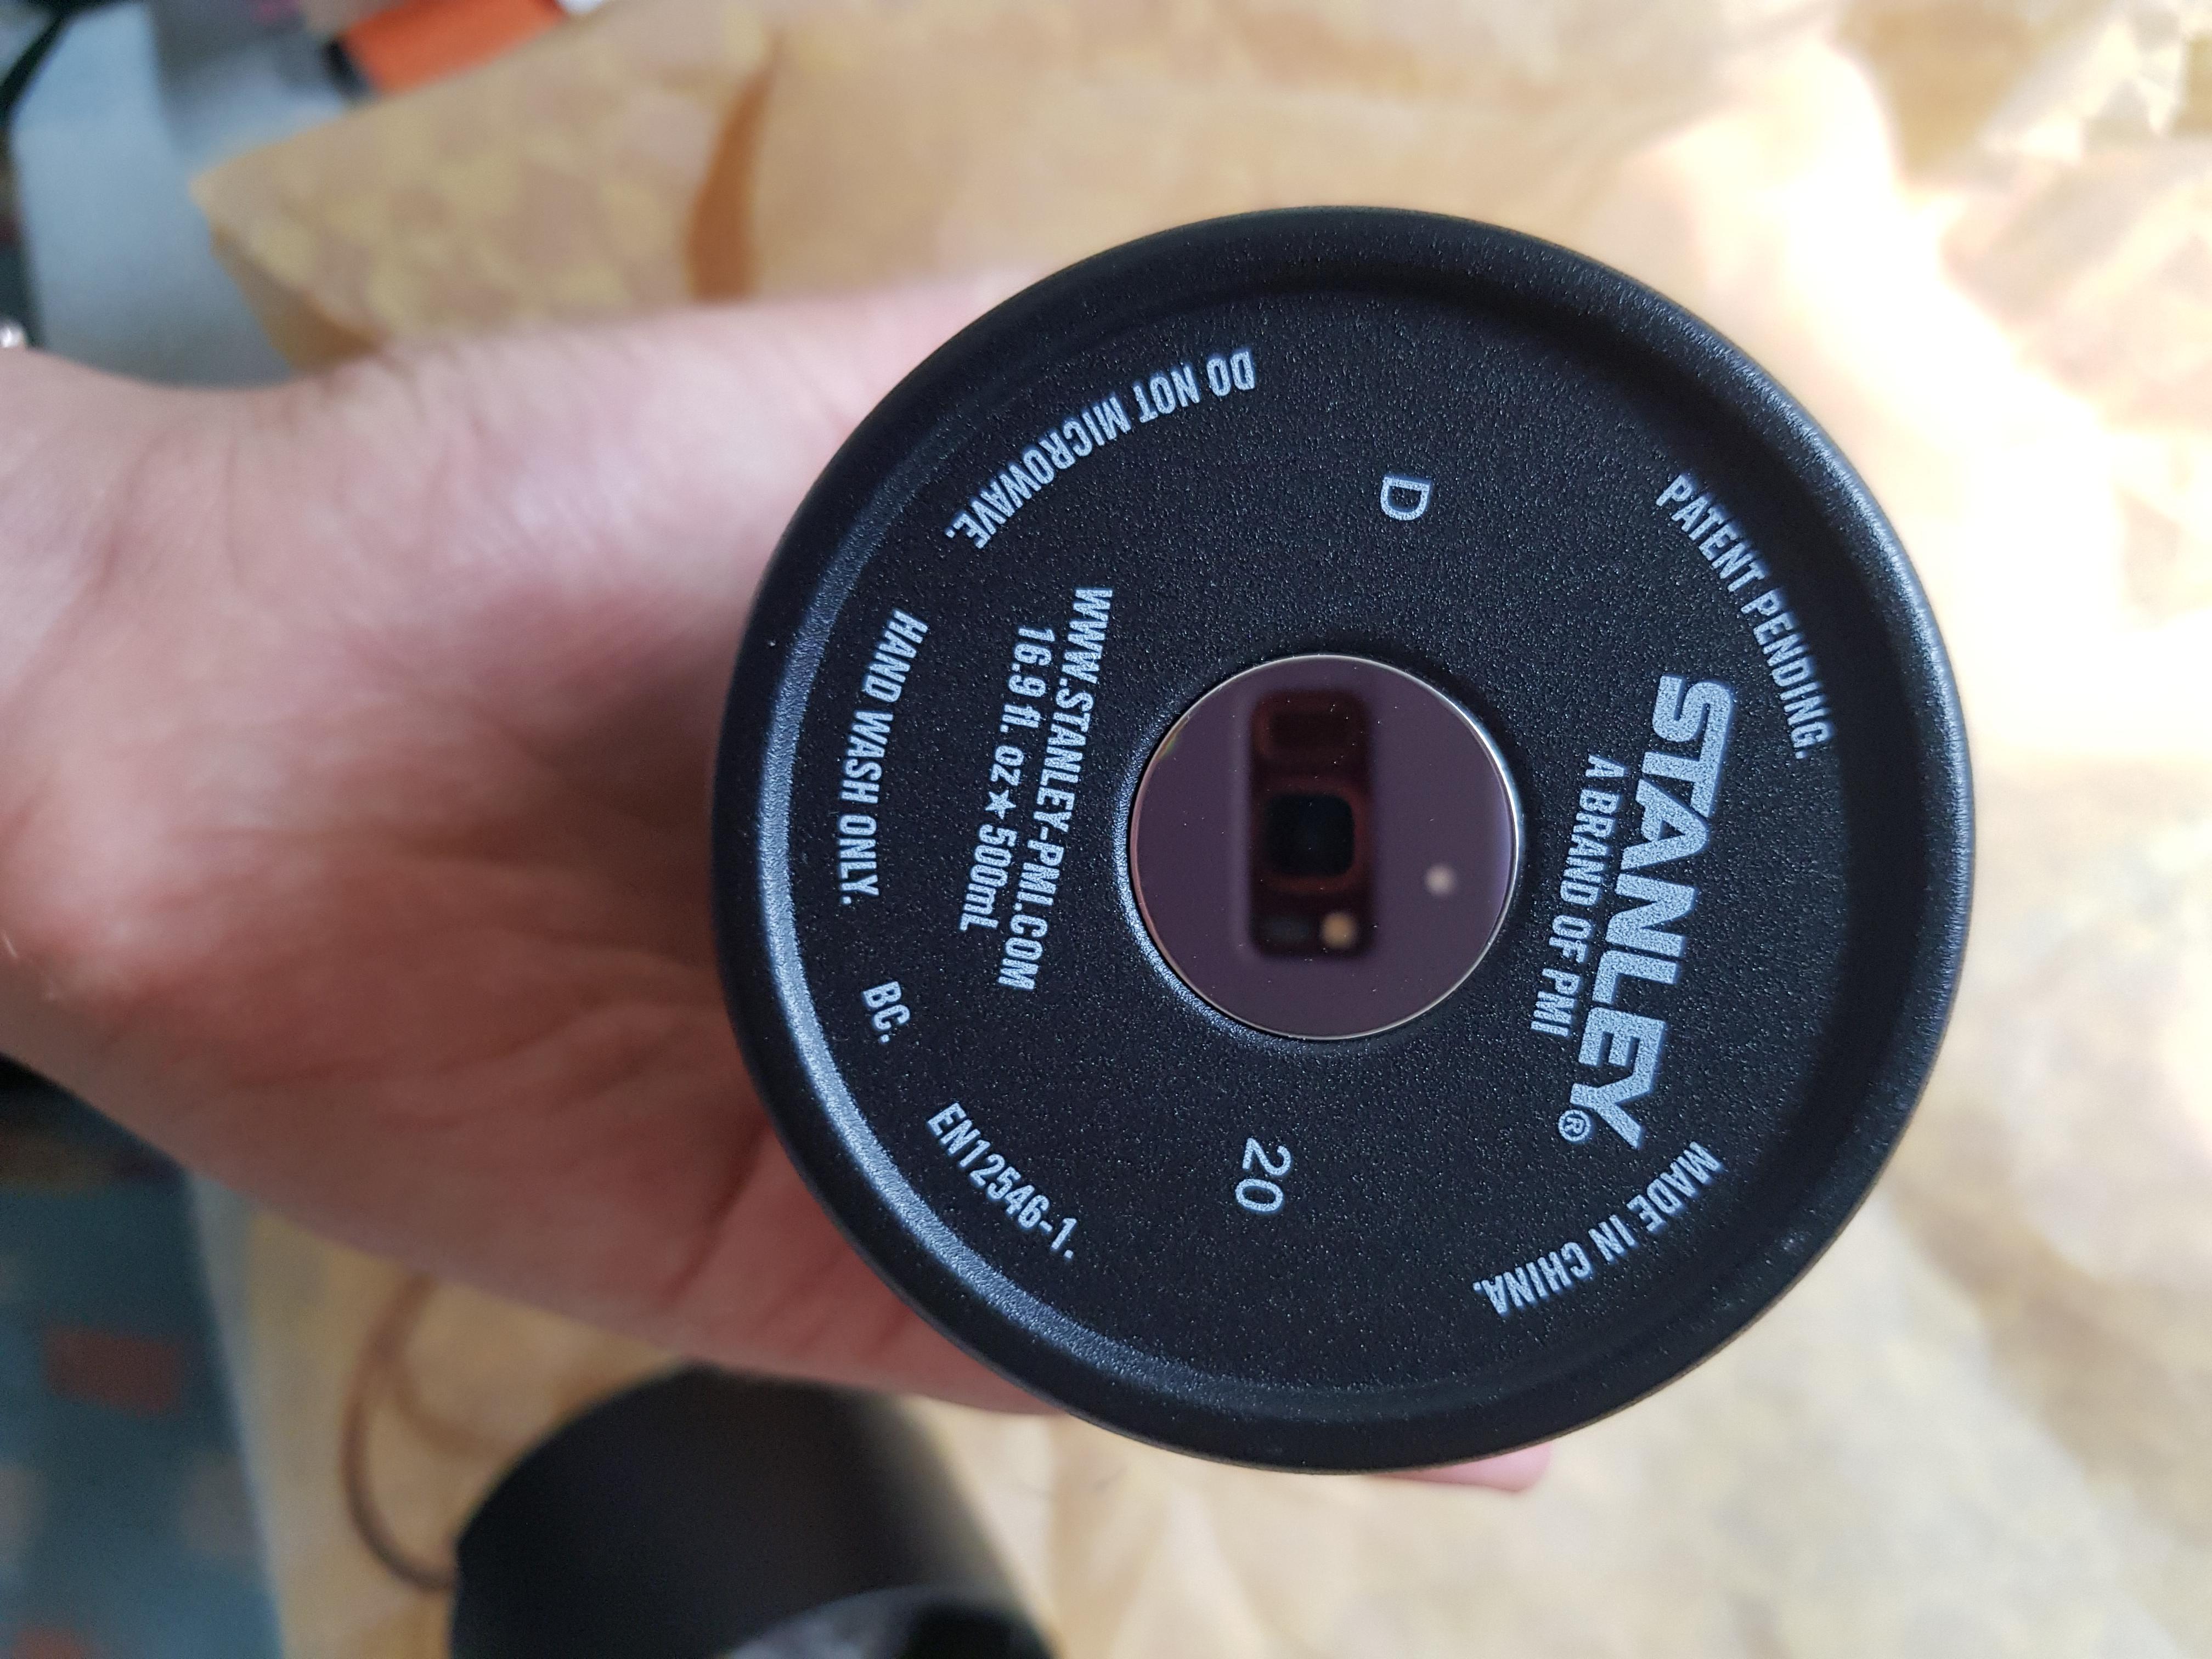 PATENT PENDING.
STANLEY®
A BRAND OF PMI
MADE IN CHINA.
D
20
WWW.STANLEY-PMI.COM
16.9 fl. oz★500mL
DO NOT MICROWAVE.
HAND WASH ONLY.
BC.
EN12546-1.